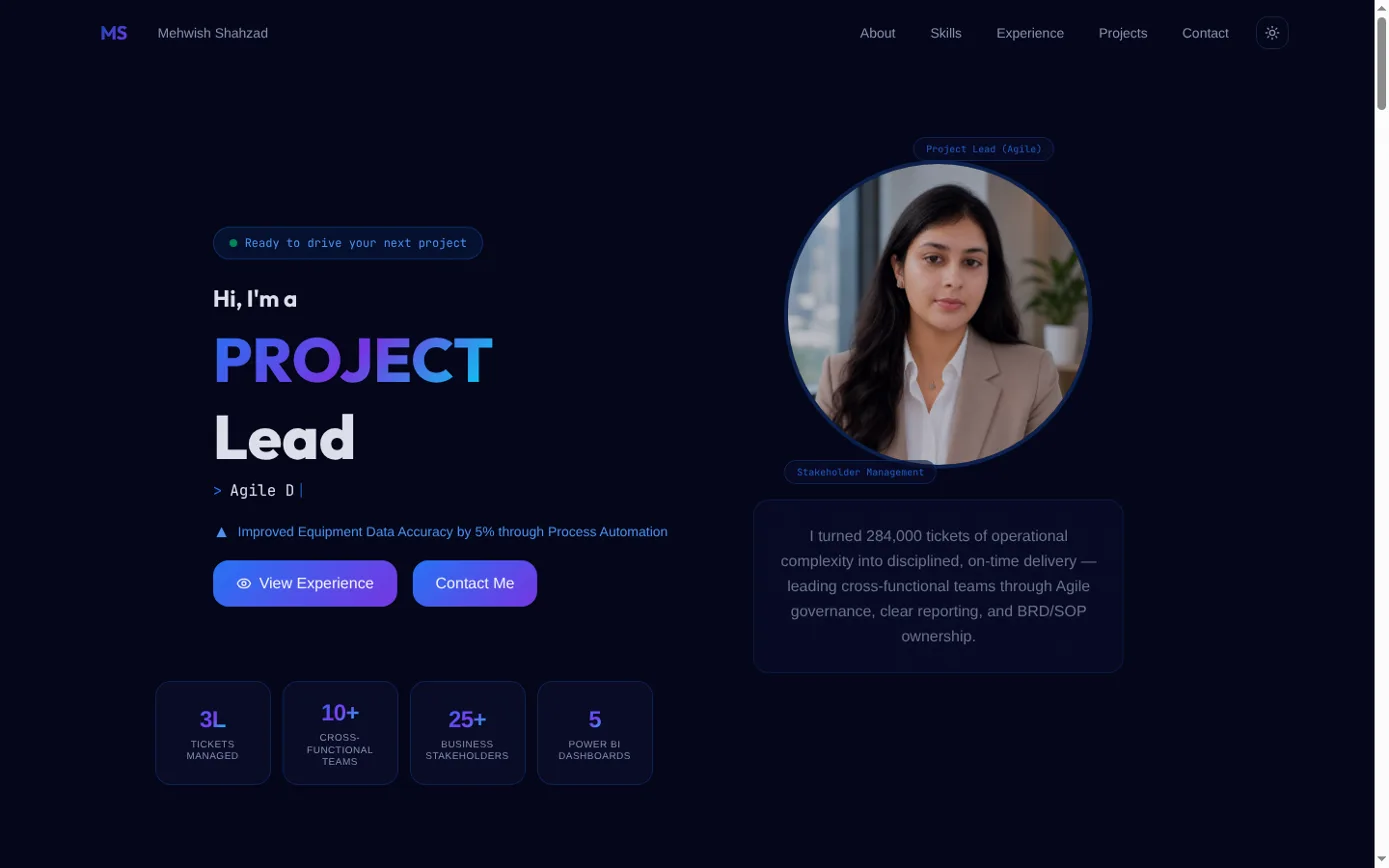 MS
Mehwish Shahzad
About
Skills
Experience
Projects
Contact
Ready to drive your next project
Hi, I'm a
PROJECT
Lead
> Agile D
▲ Improved Equipment Data Accuracy by 5% through Process Automation
View Experience
Contact Me
3L
TICKETS
MANAGED
10+
CROSS-
FUNCTIONAL
TEAMS
25+
BUSINESS
STAKEHOLDERS
5
POWER BI
DASHBOARDS
Project Lead (Agile)
Stakeholder Management
I turned 284,000 tickets of operational
complexity into disciplined, on-time delivery —
leading cross-functional teams through Agile
governance, clear reporting, and BRD/SOP
ownership.